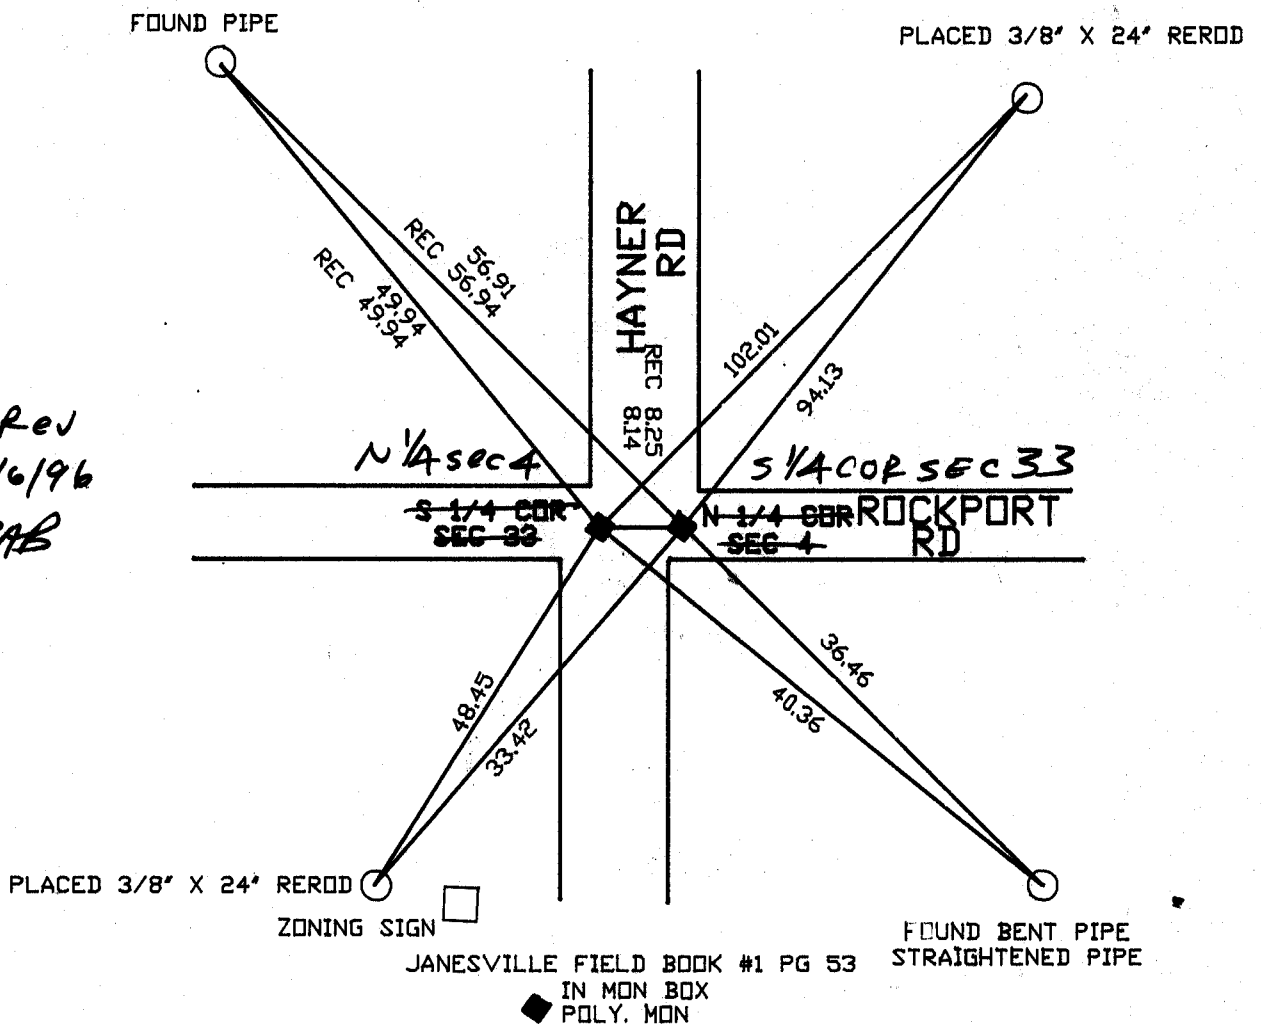 FOUND PIPE
PLACED 3/8" X 24" REROD
HAYNER
RD
REC 56.91
56.94
REC 49.94
49.94
REC 8.25
8.14
102.01
94.13
Rev
/6/96
N 1/4 sec 4
S 1/4 COR SEC 33
S 1/4 COR
SEC 33
N 1/4 COR
SEC 4
ROCKPORT
RD
48.45
33.42
36.46
40.36
PLACED 3/8" X 24" REROD
ZONING SIGN
FOUND BENT PIPE
STRAIGHTENED PIPE
JANESVILLE FIELD BOOK #1 PG 53
IN MON BOX
POLY. MON